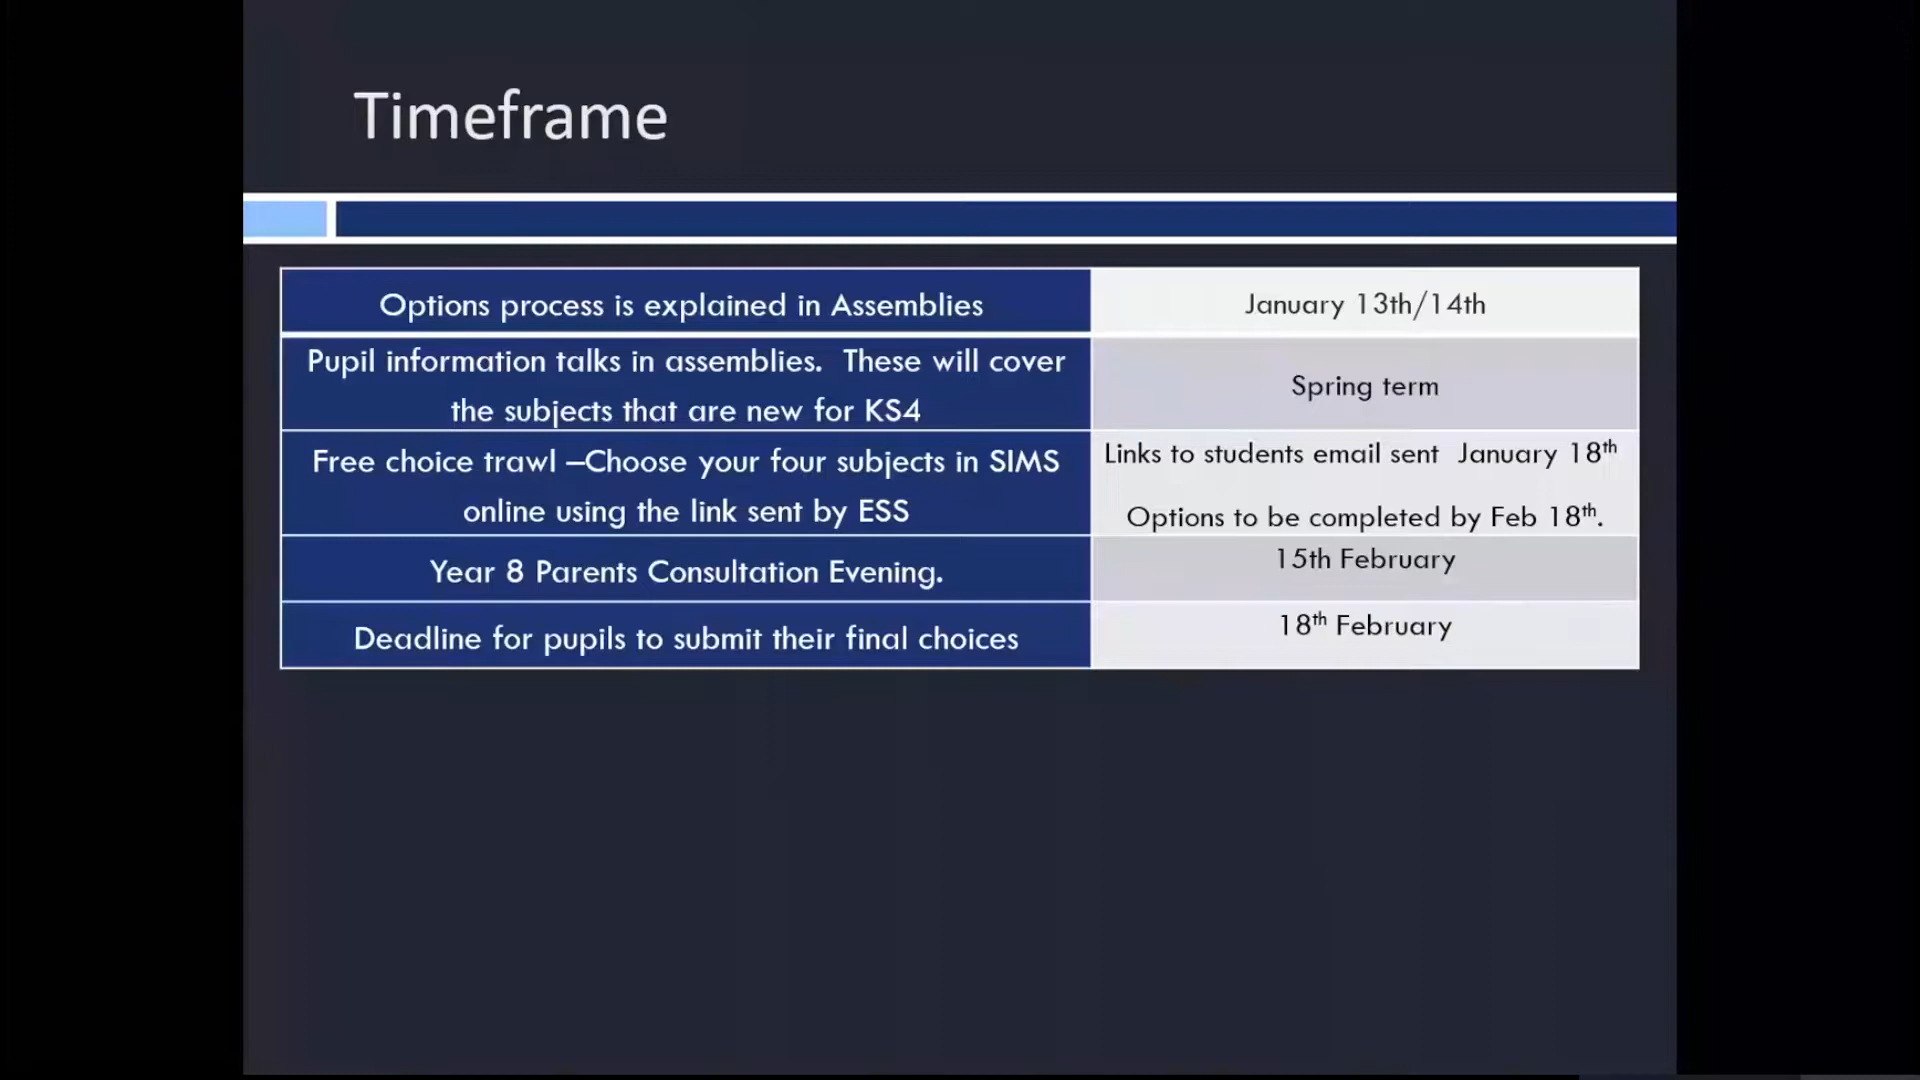 Timeframe
Options process is explained in Assemblies
January 13th/14th
Pupil information talks in assemblies.  These will cover
the subjects that are new for KS4
Spring term
Free choice trawl –Choose your four subjects in SIMS
online using the link sent by ESS
Links to students email sent  January 18th
Options to be completed by Feb 18th.
Year 8 Parents Consultation Evening.
15th February
Deadline for pupils to submit their final choices
18th February